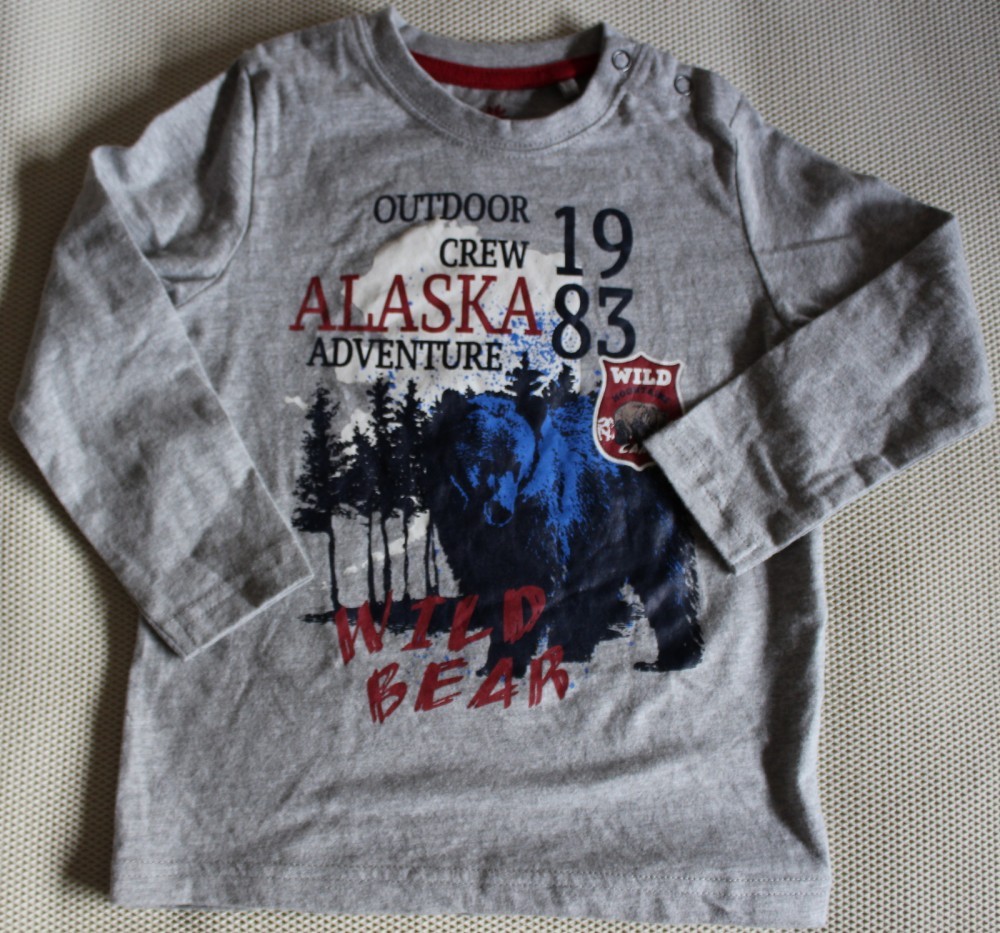 OUTDOOR
CREW
ALASKA
ADVENTURE
19
83
WILD
WILD
BEAR